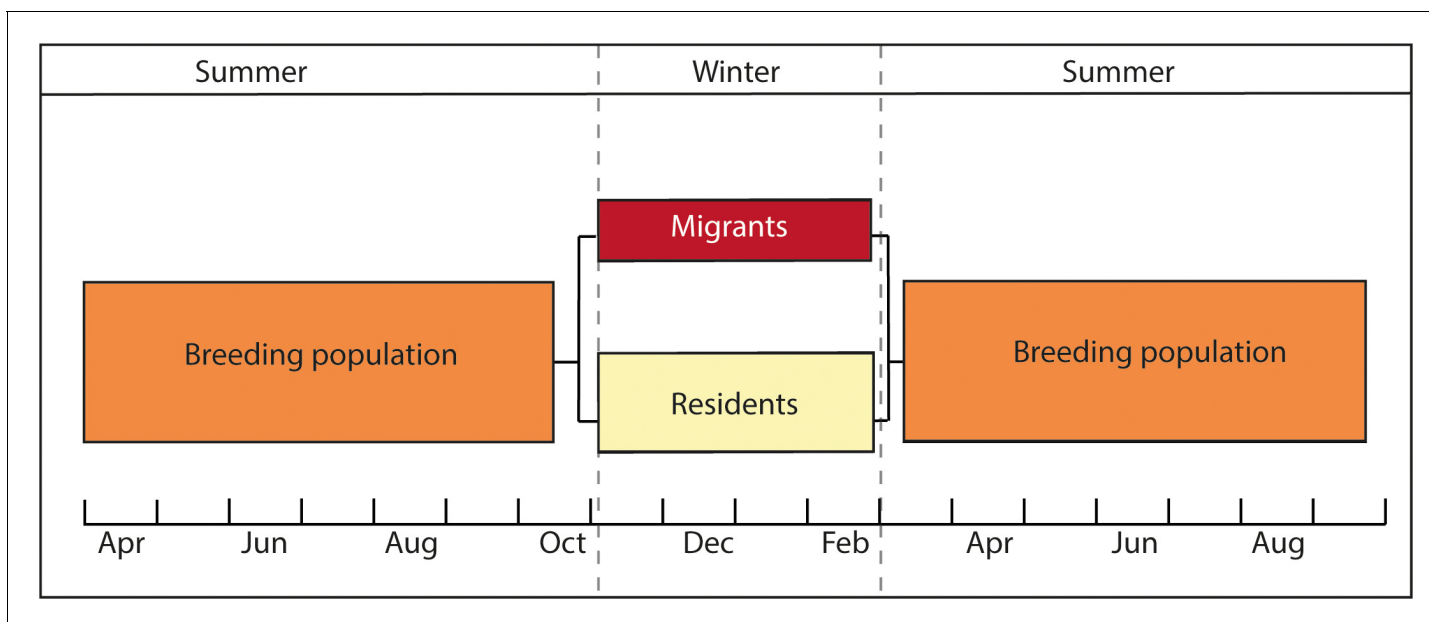 Summer Winter Summer
Migrants
Breeding population Residents Breeding population
Apr Jun Aug Oct Dec Feb Apr Jun Aug